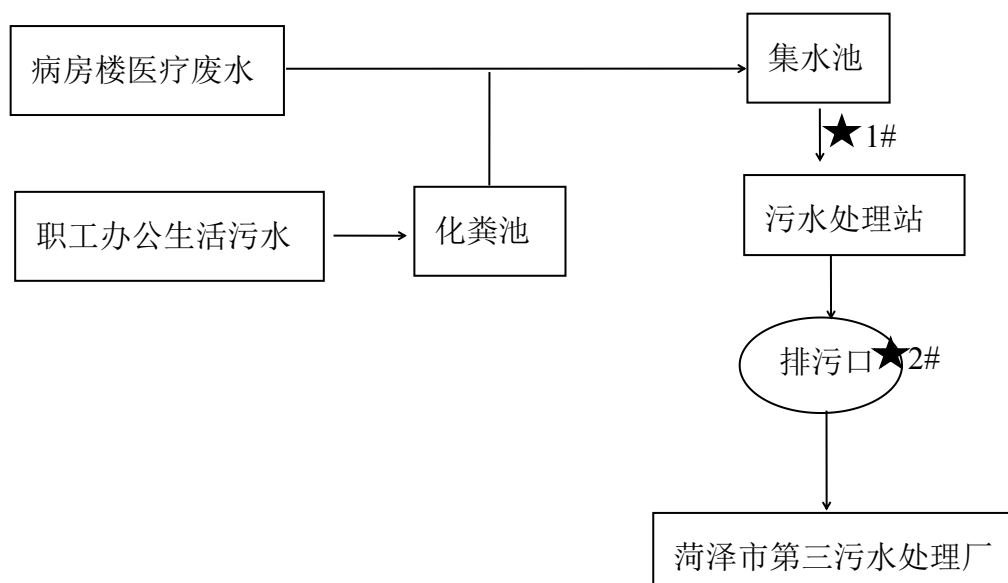 病房楼医疗废水
集水池
★1#
职工办公生活污水
化粪池
污水处理站
排污口★2#
菏泽市第三污水处理厂